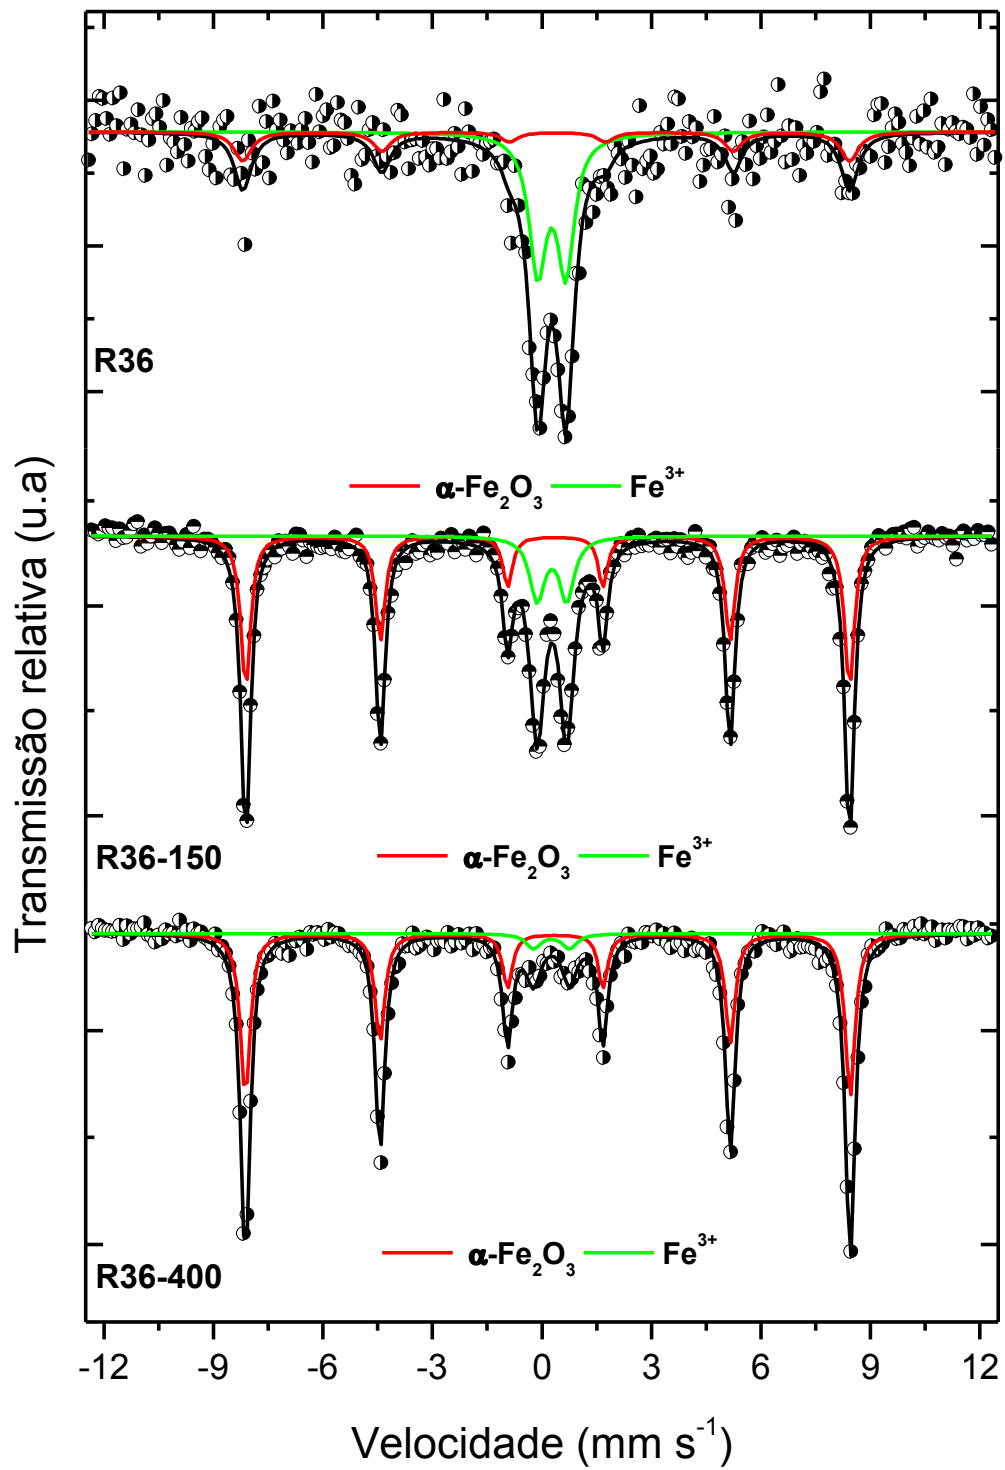 R36
α-Fe₂O₃ Fe³⁺
R36-150
α-Fe₂O₃ Fe³⁺
R36-400
α-Fe₂O₃ Fe³⁺
Transmissão relativa (u.a)
-12 -9 -6 -3 0 3 6 9 12
Velocidade (mm s⁻¹)